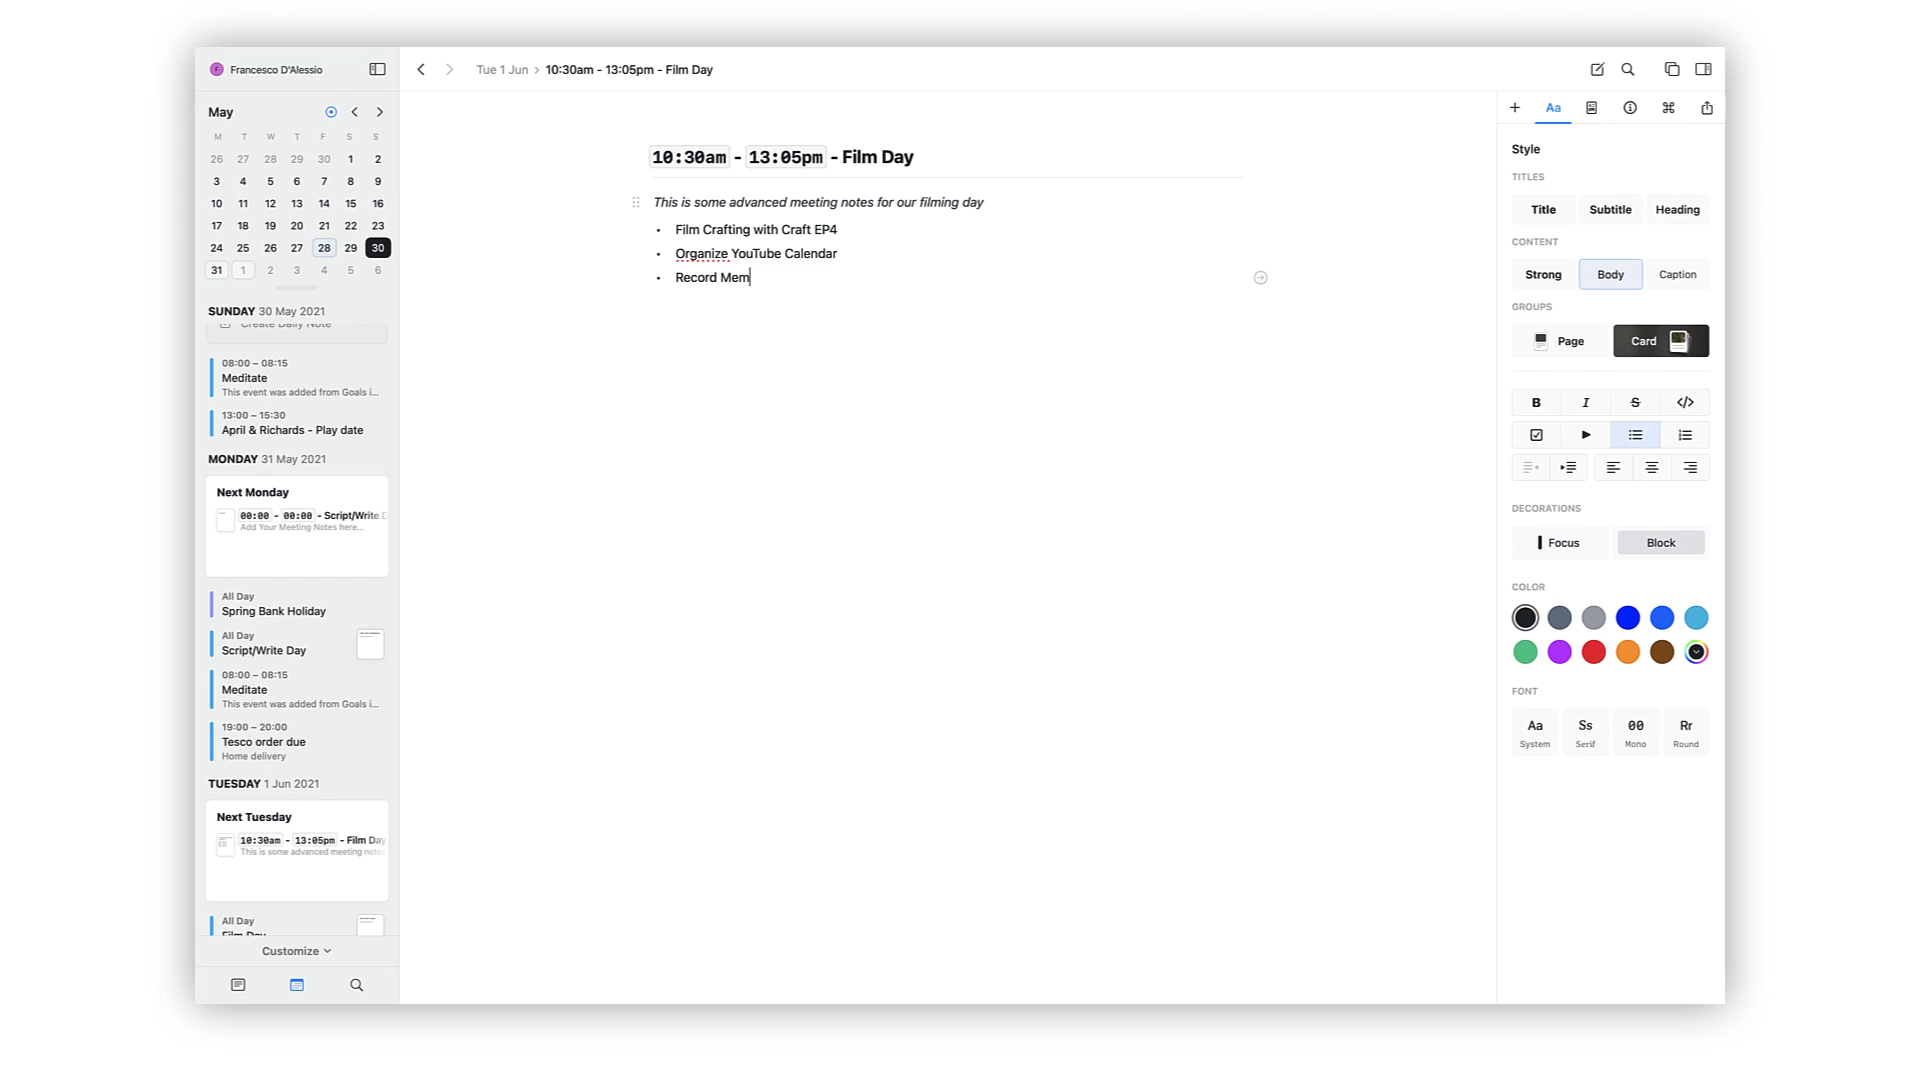 F Francesco D'Alessio
Tue 1 Jun › 10:30am - 13:05pm - Film Day
May
M T W T F S S
26 27 28 29 30 1 2
3 4 5 6 7 8 9
10 11 12 13 14 15 16
17 18 19 20 21 22 23
24 25 26 27 28 29 30
31 1 2 3 4 5 6
SUNDAY 30 May 2021
Create Daily Note
08:00 – 08:15
Meditate
This event was added from Goals i...
13:00 – 15:30
April & Richards - Play date
MONDAY 31 May 2021
Next Monday
00:00 - 00:00 - Script/Write D
Add Your Meeting Notes here...
All Day
Spring Bank Holiday
All Day
Script/Write Day
08:00 – 08:15
Meditate
This event was added from Goals i...
19:00 – 20:00
Tesco order due
Home delivery
TUESDAY 1 Jun 2021
Next Tuesday
10:30am - 13:05pm - Film Day
This is some advanced meeting notes
All Day
Film Day
Customize
10:30am - 13:05pm - Film Day
This is some advanced meeting notes for our filming day
• Film Crafting with Craft EP4
• Organize YouTube Calendar
• Record Mem
Aa
Style
TITLES
Title Subtitle Heading
CONTENT
Strong Body Caption
GROUPS
Page Card
B I S </>
DECORATIONS
Focus Block
COLOR
FONT
Aa Ss 00 Rr
System Serif Mono Round